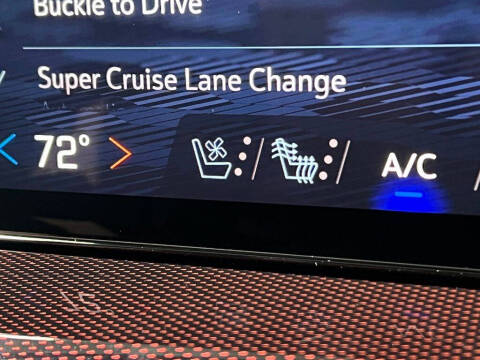 Buckle to Drive
Super Cruise Lane Change
72°
A/C